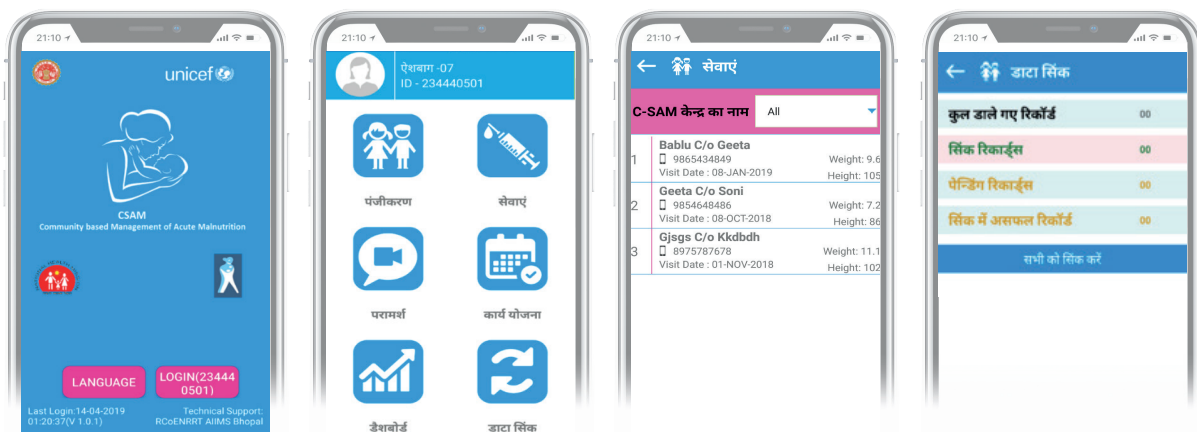 21:10
unicef
CSAM
Community based Management of Acute Malnutrition
LANGUAGE
LOGIN(23444
0501)
Last Login:14-04-2019
01:20:37(V 1.0.1)
Technical Support:
RCoENRRT AIIMS Bhopal
21:10
ऐशबाग -07
ID - 234440501
पंजीकरण
सेवाएं
परामर्श
कार्य योजना
डैशबोर्ड
डाटा सिंक
21:10
सेवाएं
C-SAM केन्द्र का नाम All
1
Bablu C/o Geeta
9865434849 Weight: 9.6
Visit Date : 08-JAN-2019 Height: 105
2
Geeta C/o Soni
9854648486 Weight: 7.2
Visit Date : 08-OCT-2018 Height: 86
3
Gjsgs C/o Kkdbdh
8975787678 Weight: 11.1
Visit Date : 01-NOV-2018 Height: 102
21:10
डाटा सिंक
कुल डाले गए रिकॉर्ड 00
सिंक रिकार्ड्स 00
पेन्डिंग रिकार्ड्स 00
सिंक में असफल रिकॉर्ड 00
सभी को सिंक करें